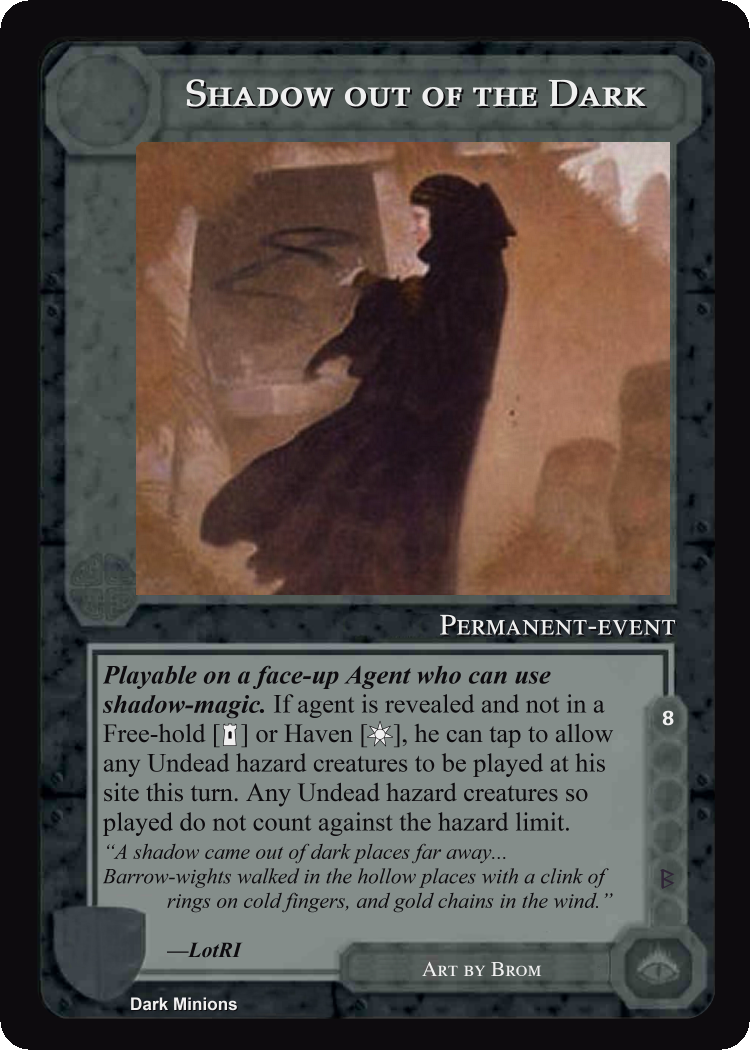 Shadow out of the Dark
Permanent-event
Playable on a face-up Agent who can use
shadow-magic. If agent is revealed and not in a
Free-hold [ ] or Haven [ ], he can tap to allow
any Undead hazard creatures to be played at his
site this turn. Any Undead hazard creatures so
played do not count against the hazard limit.
“A shadow came out of dark places far away...
Barrow-wights walked in the hollow places with a clink of
rings on cold fingers, and gold chains in the wind.”
—LotRI
8
Art by Brom
Dark Minions